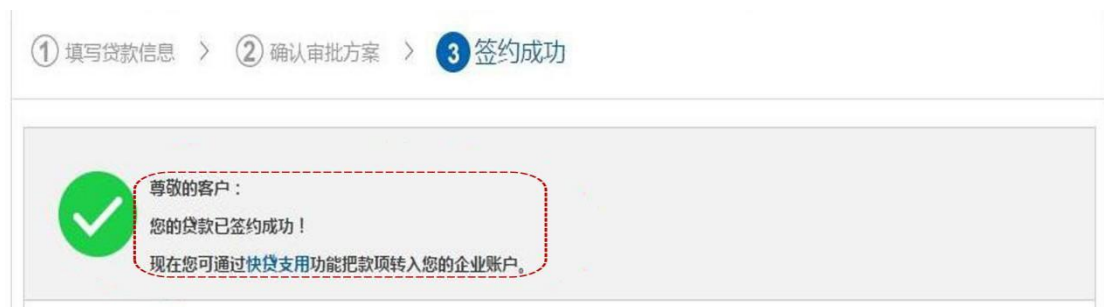 ① 填写贷款信息 > ② 确认审批方案 > ③ 签约成功
尊敬的客户：
您的贷款已签约成功！
现在您可通过快贷支用功能把款项转入您的企业账户。